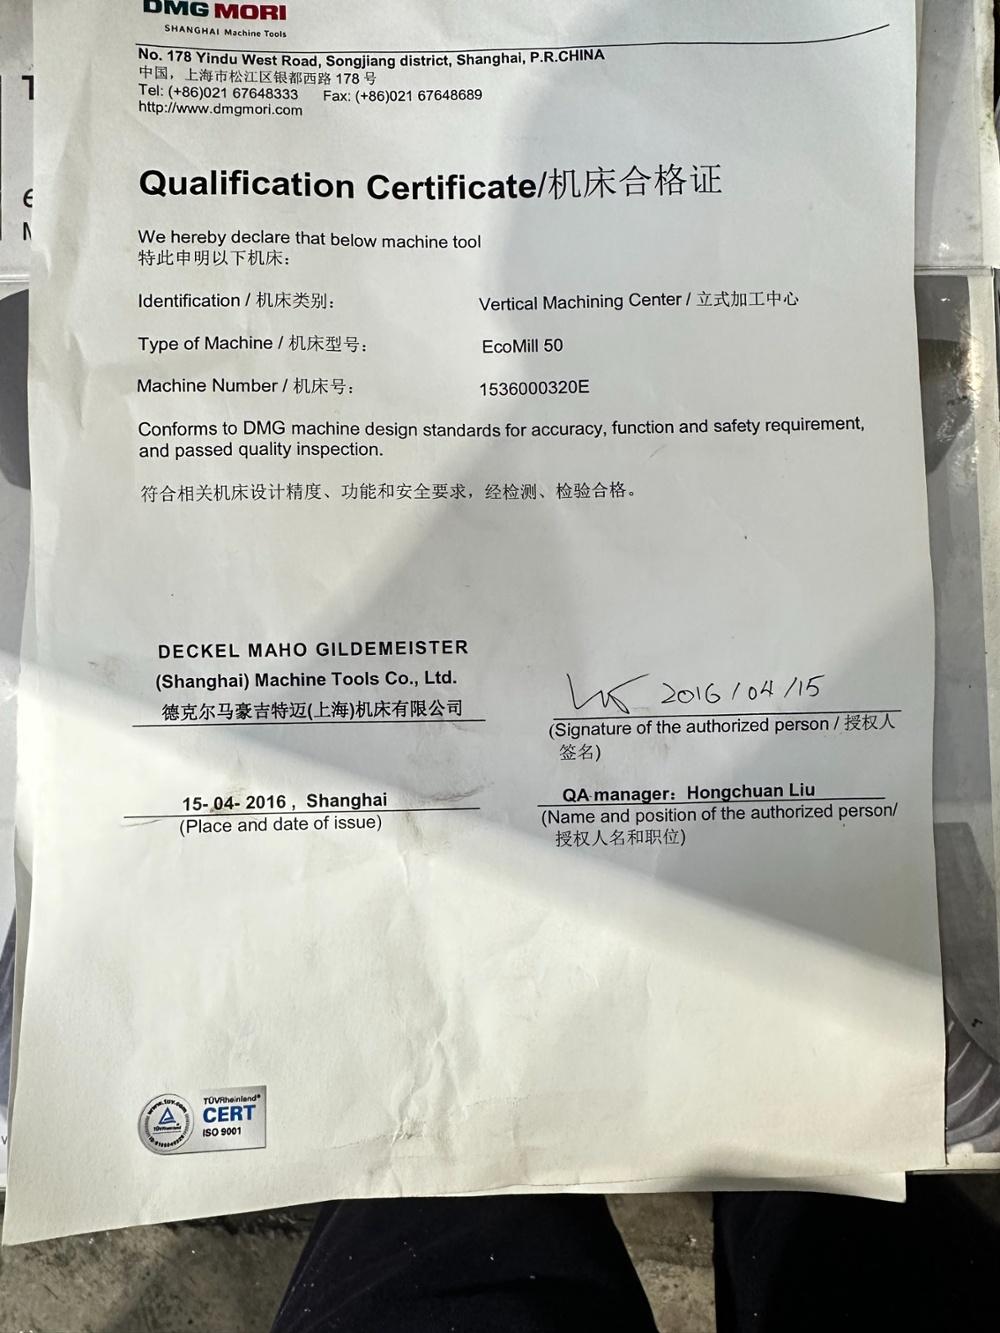 DMG MORI
SHANGHAI Machine Tools
No. 178 Yindu West Road, Songjiang district, Shanghai, P.R.CHINA
中国，上海市松江区银都西路 178 号
Tel: (+86)021 67648333 Fax: (+86)021 67648689
http://www.dmgmori.com
Qualification Certificate/机床合格证
We hereby declare that below machine tool
特此申明以下机床：
Identification / 机床类别： Vertical Machining Center / 立式加工中心
Type of Machine / 机床型号： EcoMill 50
Machine Number / 机床号： 1536000320E
Conforms to DMG machine design standards for accuracy, function and safety requirement,
and passed quality inspection.
符合相关机床设计精度、功能和安全要求，经检测、检验合格。
DECKEL MAHO GILDEMEISTER
(Shanghai) Machine Tools Co., Ltd.
德克尔马豪吉特迈(上海)机床有限公司
2016/04/15
(Signature of the authorized person / 授权人
签名)
15- 04- 2016 , Shanghai
(Place and date of issue)
QA manager： Hongchuan Liu
(Name and position of the authorized person/
授权人名和职位)
www.tuv.com
TÜVRheinland
TÜVRheinland®
CERT
ISO 9001